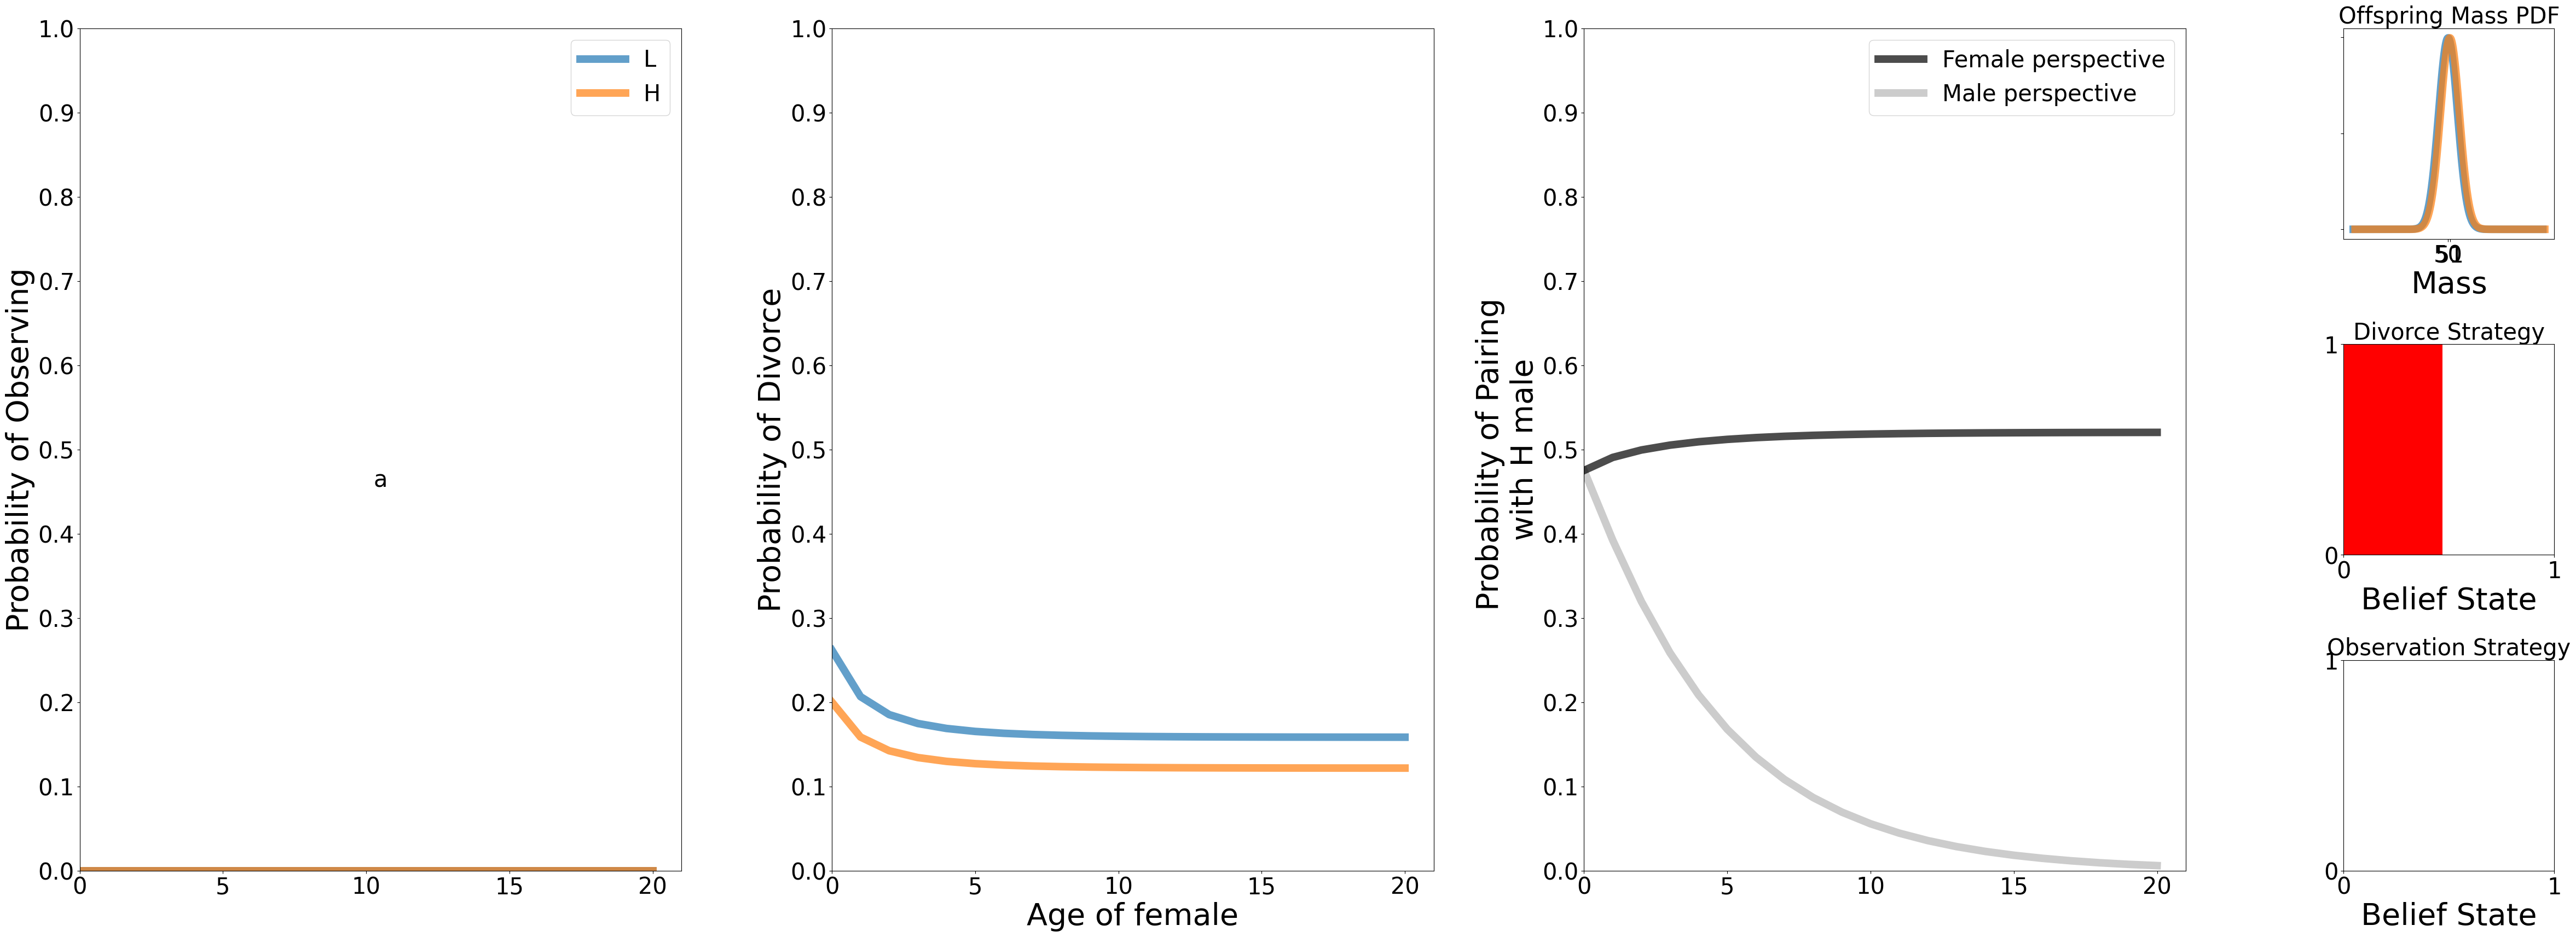 Probability of Observing
1.0
0.9
0.8
0.7
0.6
0.5
0.4
0.3
0.2
0.1
0.0
0 5 10 15 20
L
H
a
Probability of Divorce
1.0
0.9
0.8
0.7
0.6
0.5
0.4
0.3
0.2
0.1
0.0
0 5 10 15 20
Age of female
Probability of Pairing
with H male
1.0
0.9
0.8
0.7
0.6
0.5
0.4
0.3
0.2
0.1
0.0
0 5 10 15 20
Female perspective
Male perspective
Offspring Mass PDF
50 51
Mass
Divorce Strategy
1
0
0 1
Belief State
Observation Strategy
1
0
0 1
Belief State